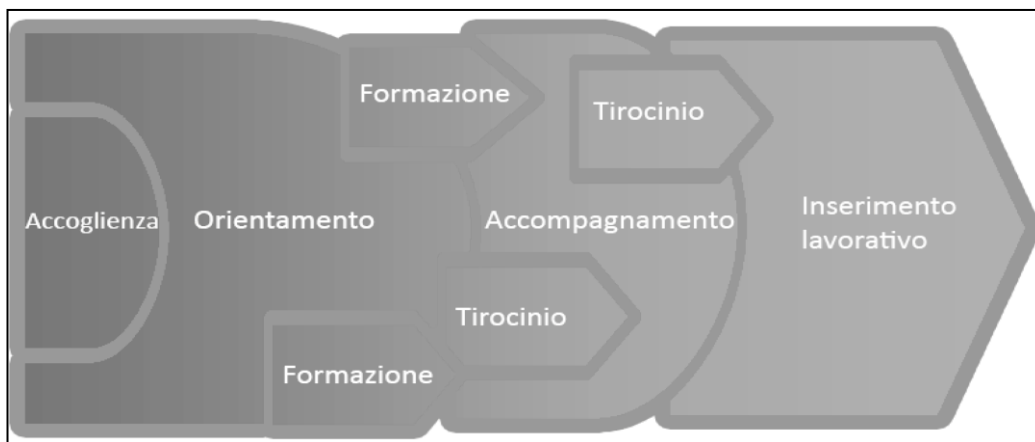 Formazione
Tirocinio
Accoglienza
Orientamento
Accompagnamento
Inserimento
lavorativo
Tirocinio
Formazione